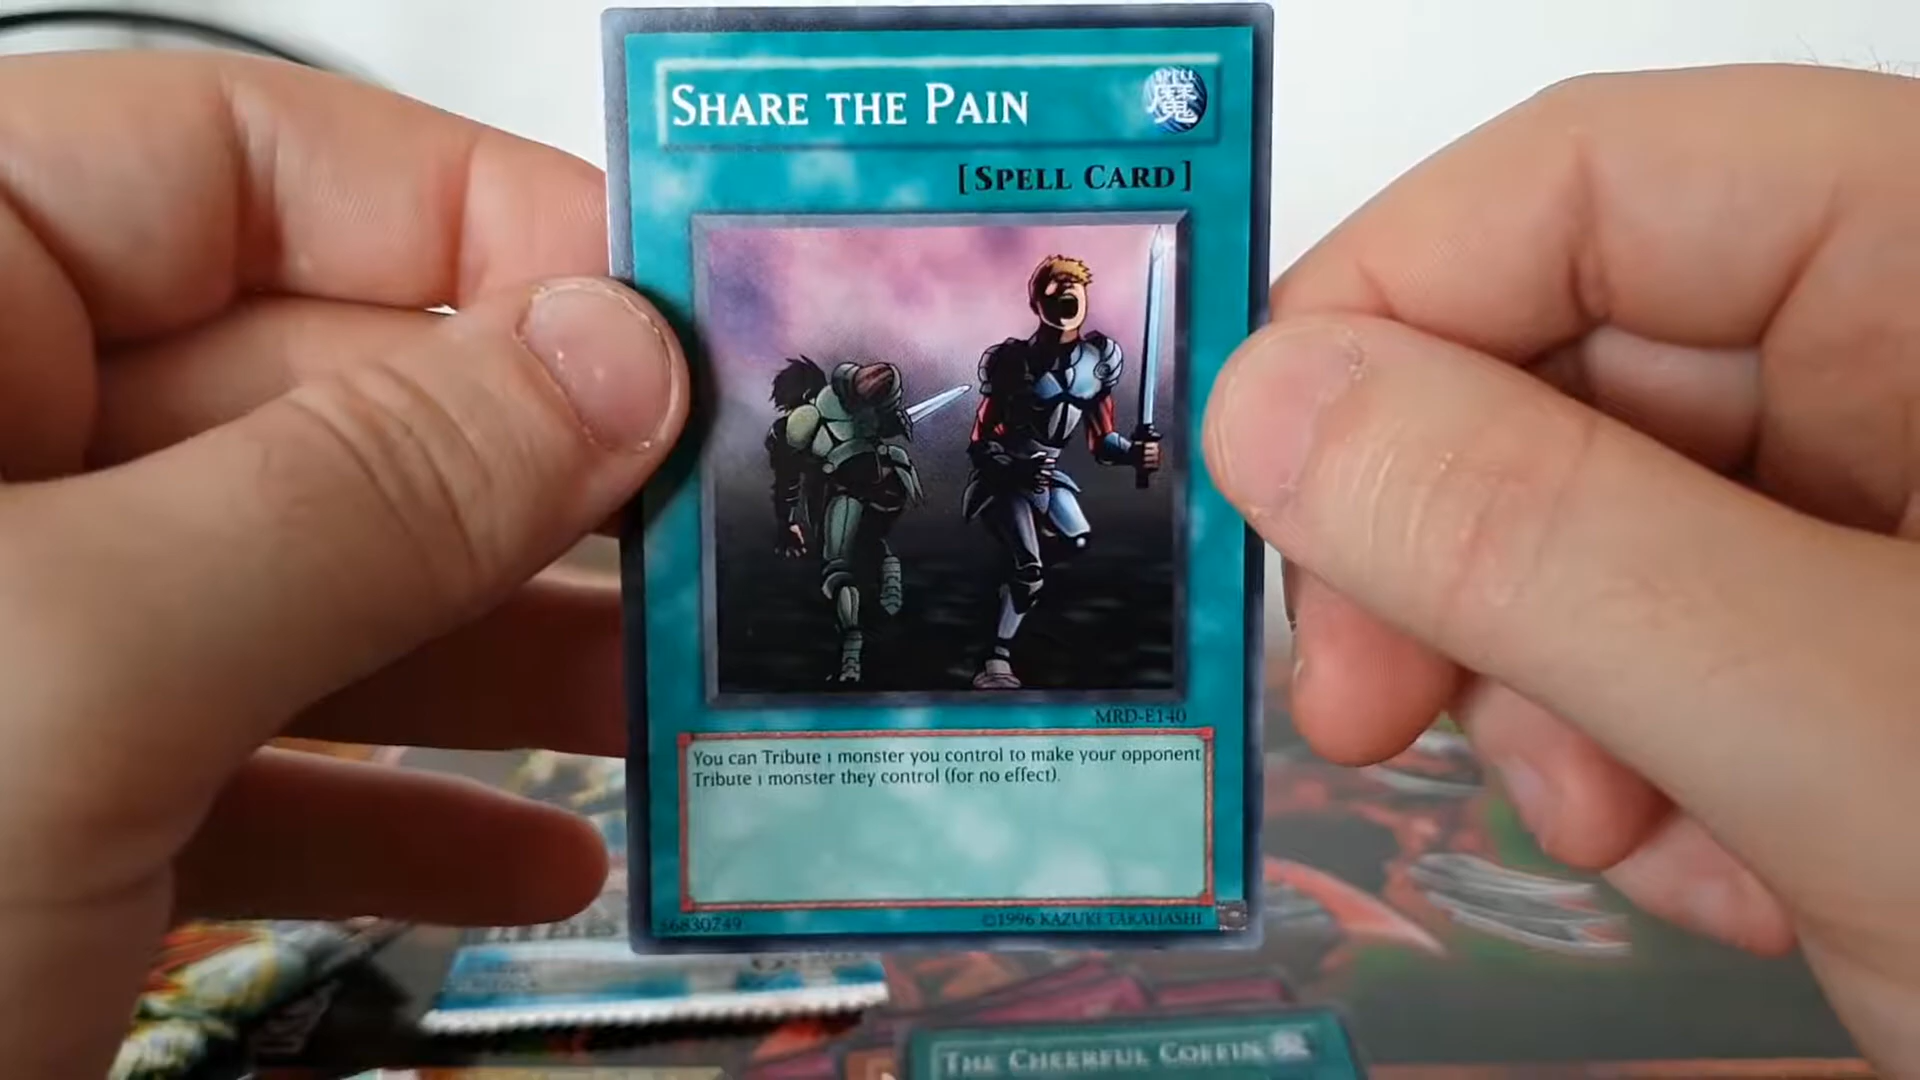 SHARE THE PAIN
SPELL
魔
[SPELL CARD]
MRD-E140
You can Tribute 1 monster you control to make your opponent
Tribute 1 monster they control (for no effect).
56830749
©1996 KAZUKI TAKAHASHI
THE CHEERFUL COFFIN